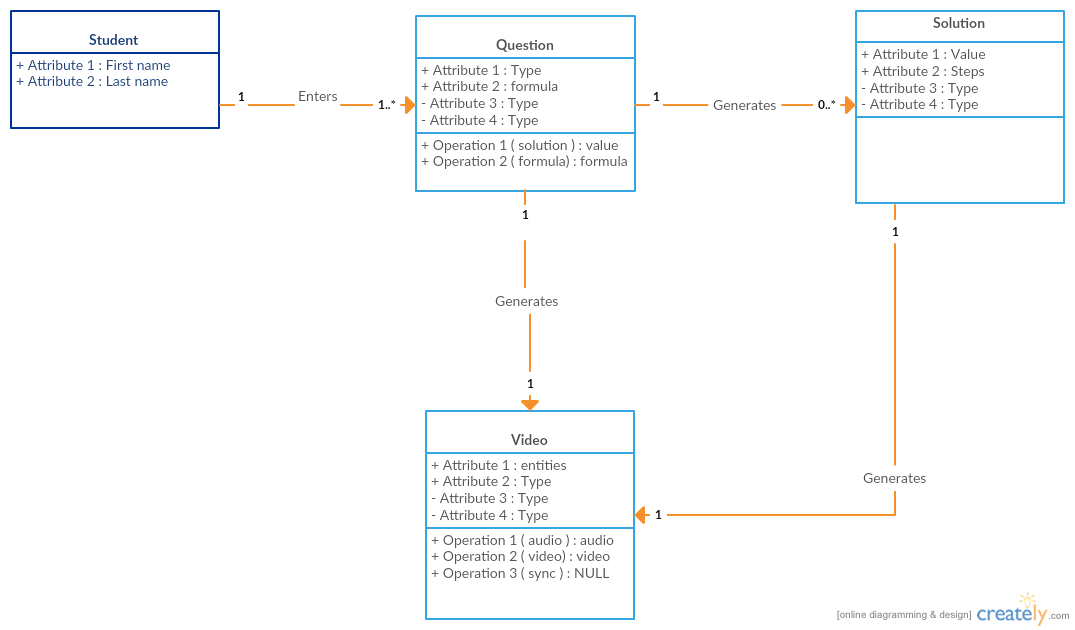 Student
+ Attribute 1 : First name
+ Attribute 2 : Last name
1
Enters
1..*
Question
+ Attribute 1 : Type
+ Attribute 2 : formula
- Attribute 3 : Type
- Attribute 4 : Type
+ Operation 1 ( solution ) : value
+ Operation 2 ( formula) : formula
1
Generates
0..*
Solution
+ Attribute 1 : Value
+ Attribute 2 : Steps
- Attribute 3 : Type
- Attribute 4 : Type
1
Generates
1
Video
+ Attribute 1 : entities
+ Attribute 2 : Type
- Attribute 3 : Type
- Attribute 4 : Type
+ Operation 1 ( audio ) : audio
+ Operation 2 ( video) : video
+ Operation 3 ( sync ) : NULL
1
Generates
1
[online diagramming & design] creately.com